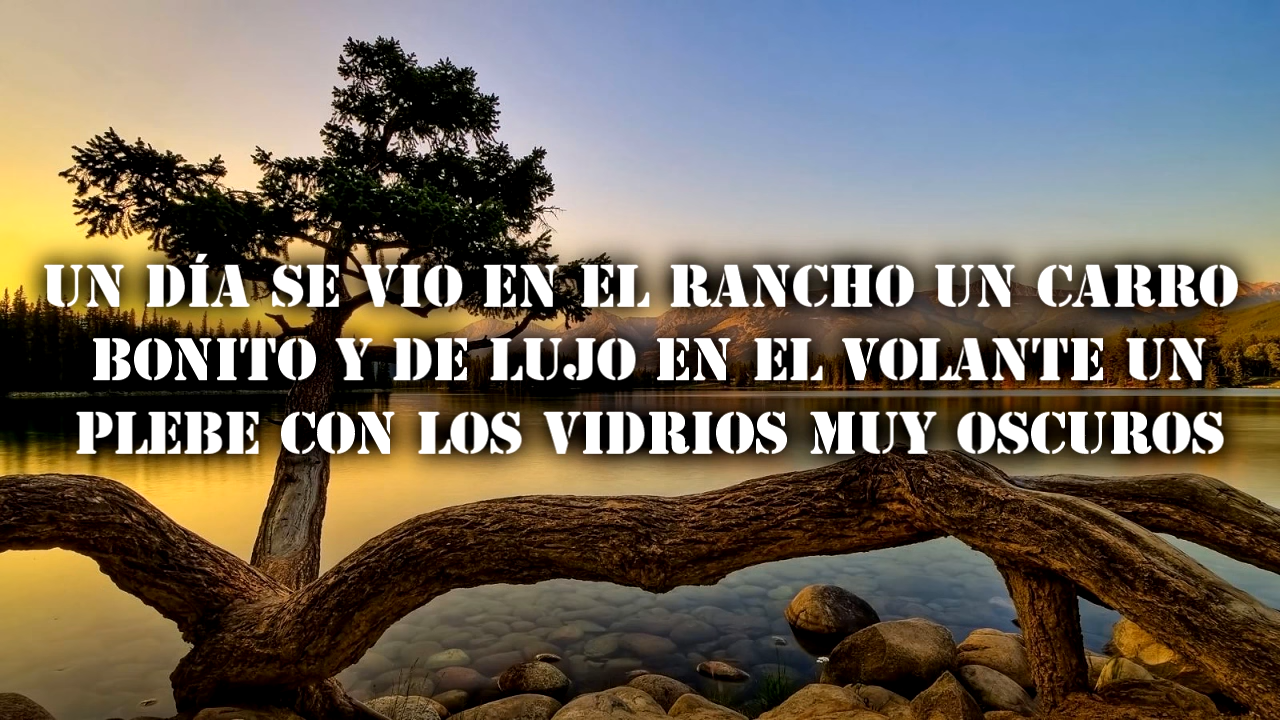 UN DÍA SE VIO EN EL RANCHO UN CARRO
BONITO Y DE LUJO EN EL VOLANTE UN
PLEBE CON LOS VIDRIOS MUY OSCUROS